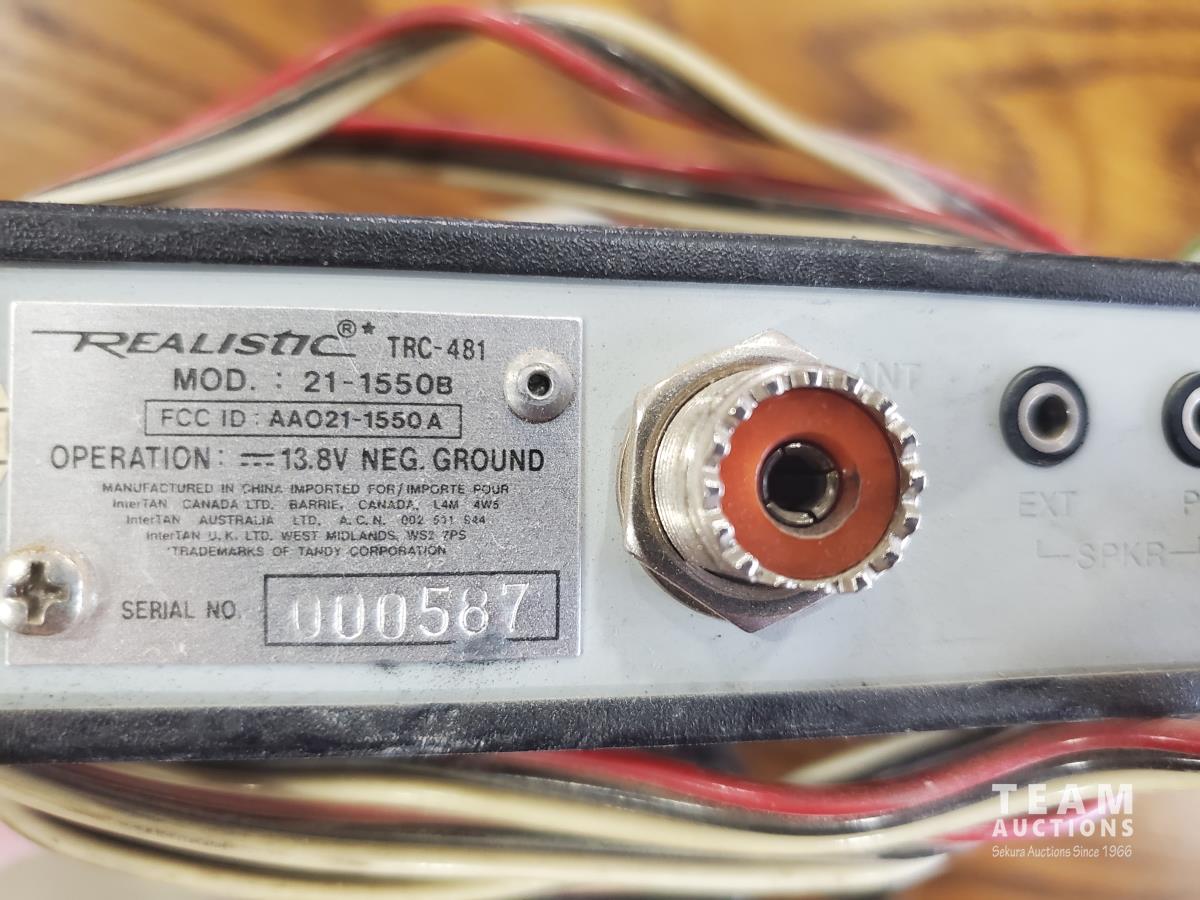 REALISTIC®* TRC-481
MOD. : 21-1550B
FCC ID : AAO21-1550A
OPERATION : ⎓ 13.8V NEG. GROUND
MANUFACTURED IN CHINA IMPORTED FOR/IMPORTE POUR
InterTAN CANADA LTD. BARRIE, CANADA, L4M 4W5
InterTAN AUSTRALIA LTD. A.C.N. 002 511 944
InterTAN U.K. LTD. WEST MIDLANDS, WS2 7PS
*TRADEMARKS OF TANDY CORPORATION
SERIAL NO. 000587
ANT
EXT P
SPKR
TEAM
AUCTIONS
Sekura Auctions Since 1966